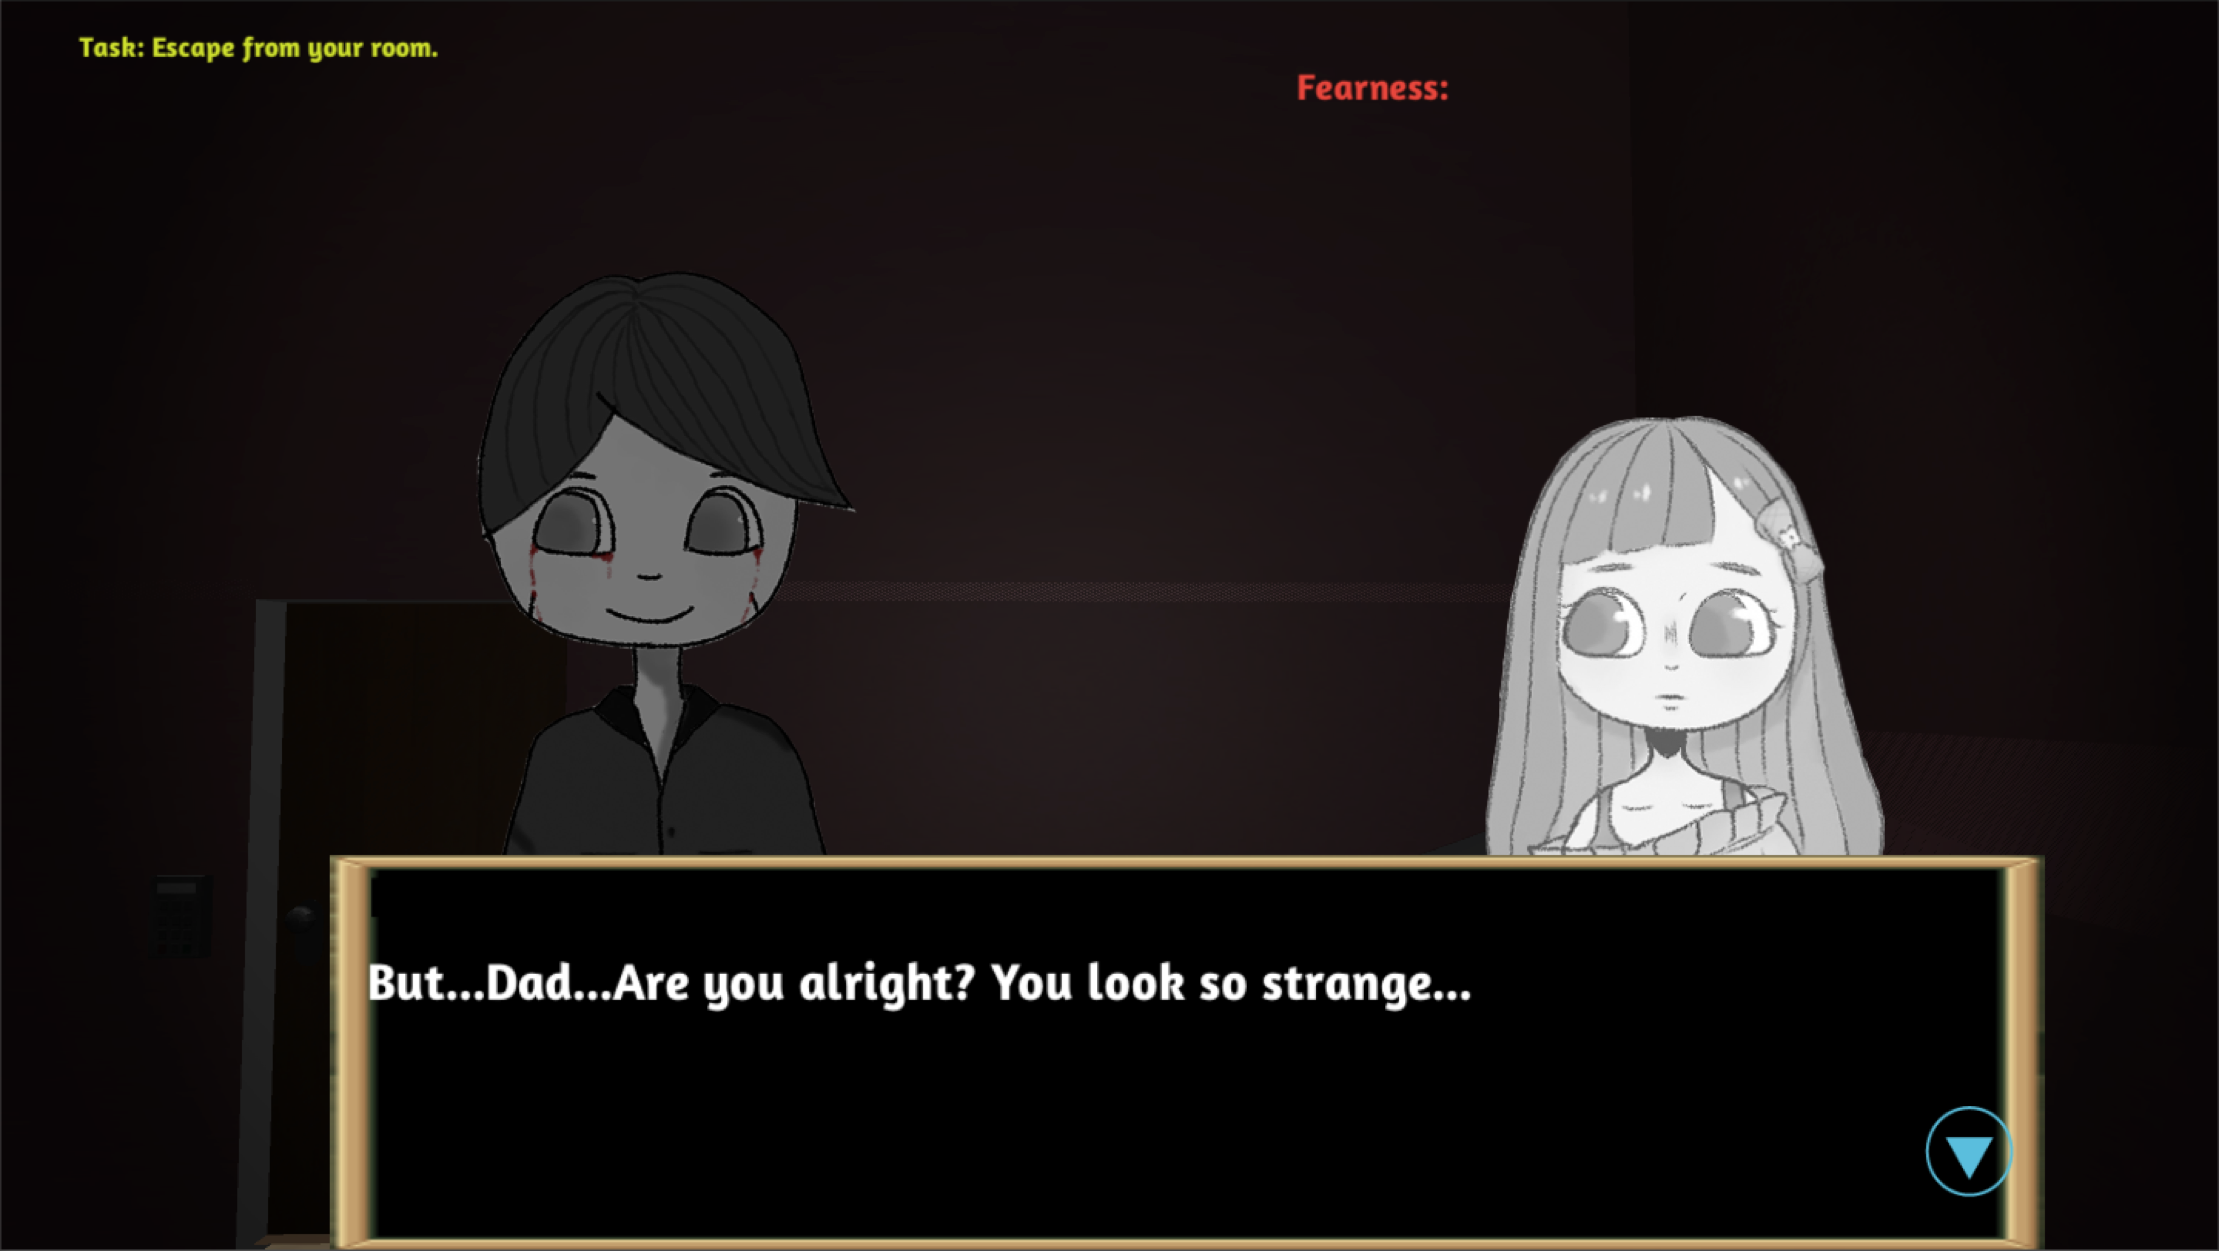 Task: Escape from your room.
Fearness:
But...Dad...Are you alright? You look so strange...